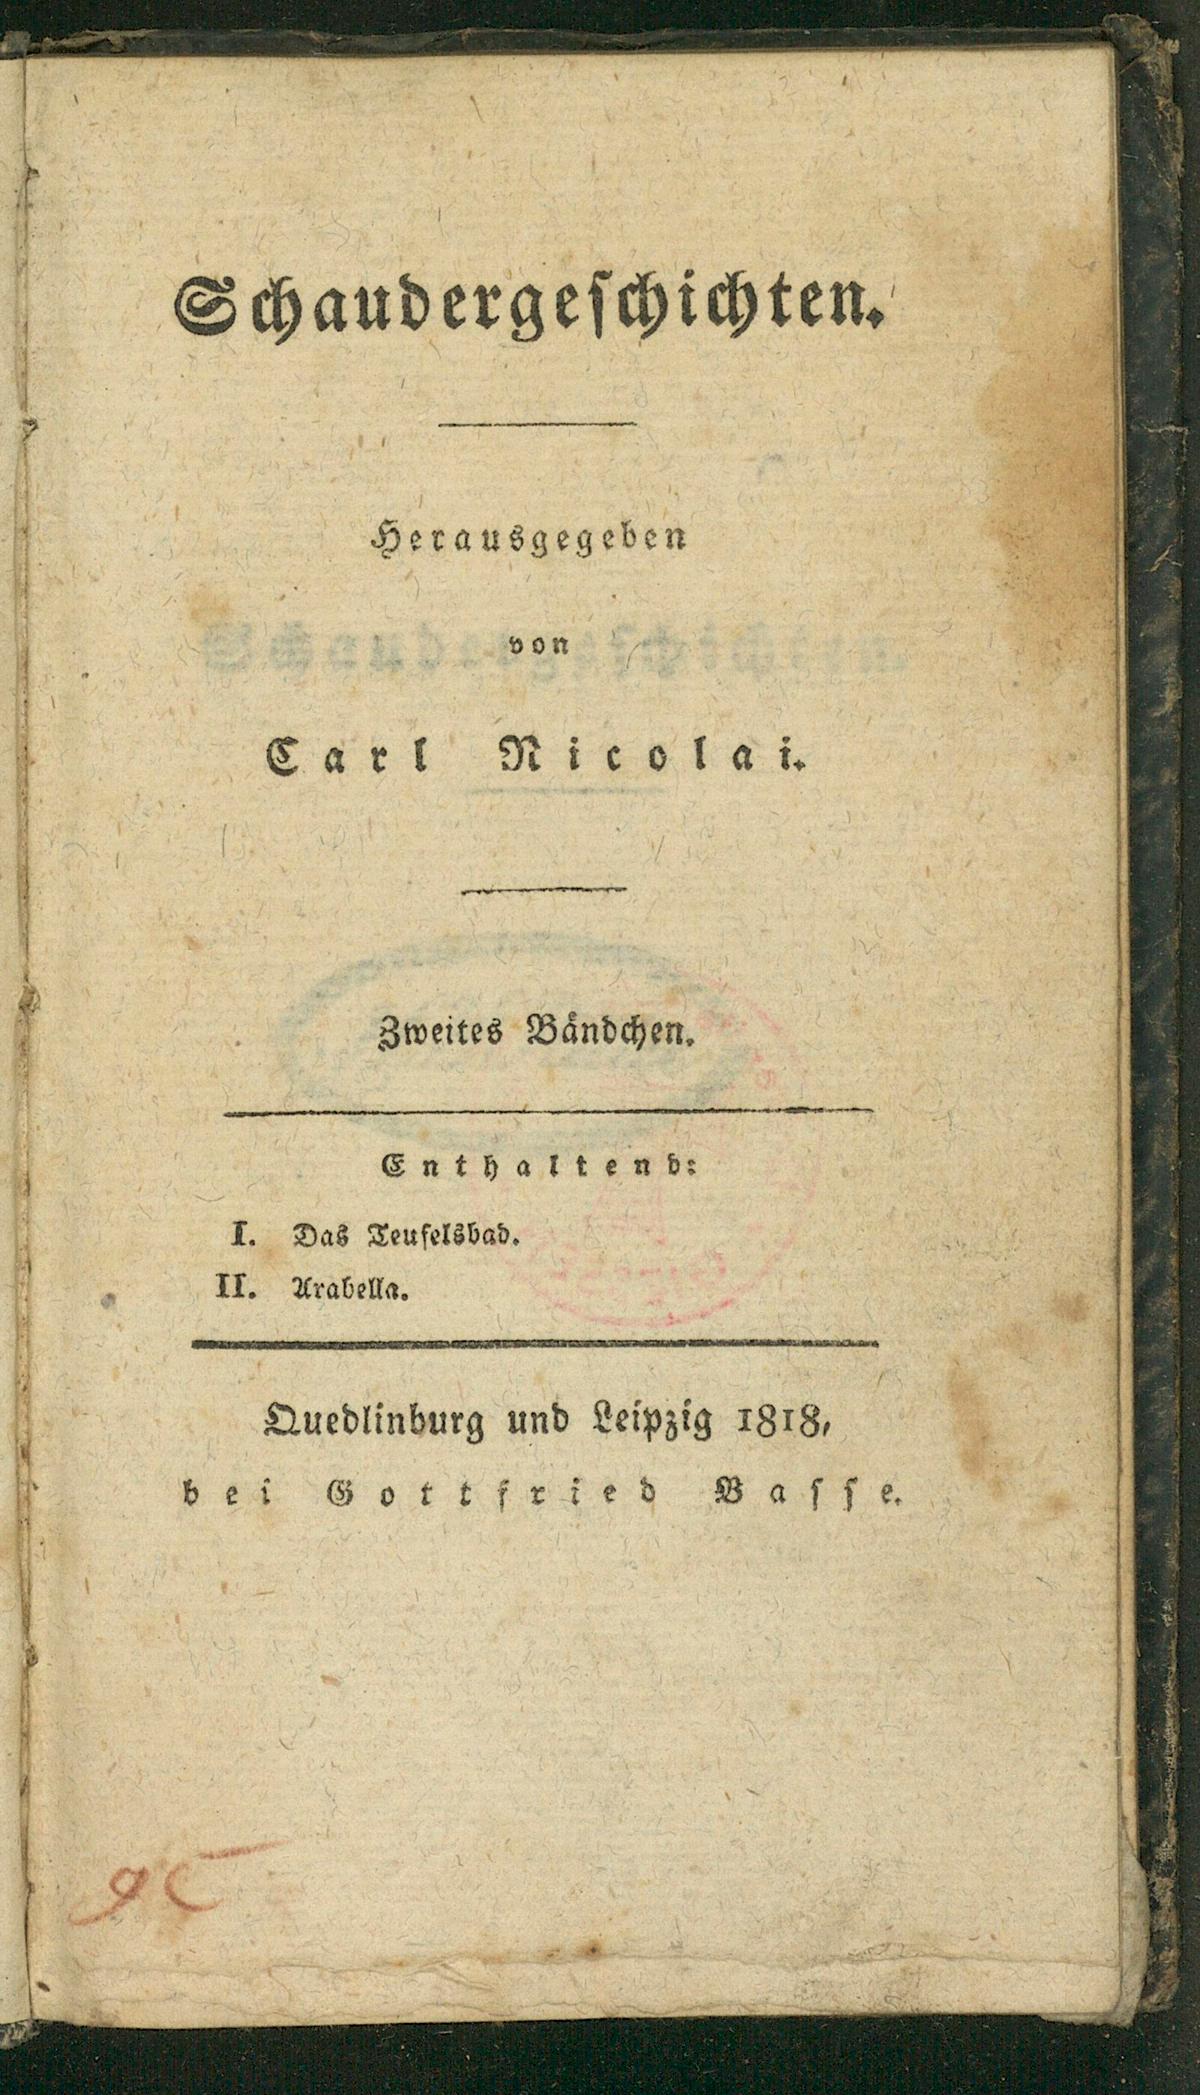 Schaudergeschichten.
Herausgegeben
von
Carl Nicolai.
Zweites Bändchen.
Enthaltend:
I. Das Teufelsbad.
II. Arabella.
Quedlinburg und Leipzig 1818,
bei Gottfried Basse.
95